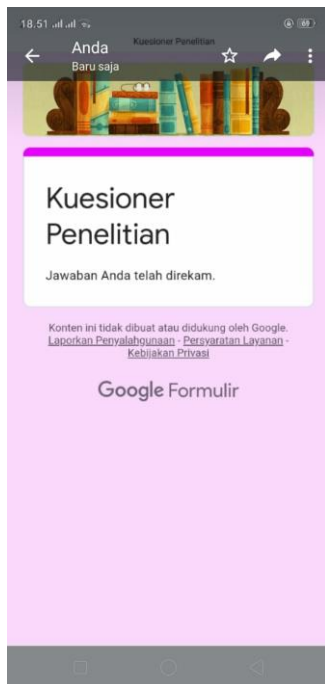 18.51
69
Kuesioner Penelitian
Anda
Baru saja
Kuesioner
Penelitian
Jawaban Anda telah direkam.
Konten ini tidak dibuat atau didukung oleh Google.
Laporkan Penyalahgunaan - Persyaratan Layanan -
Kebijakan Privasi
Google Formulir